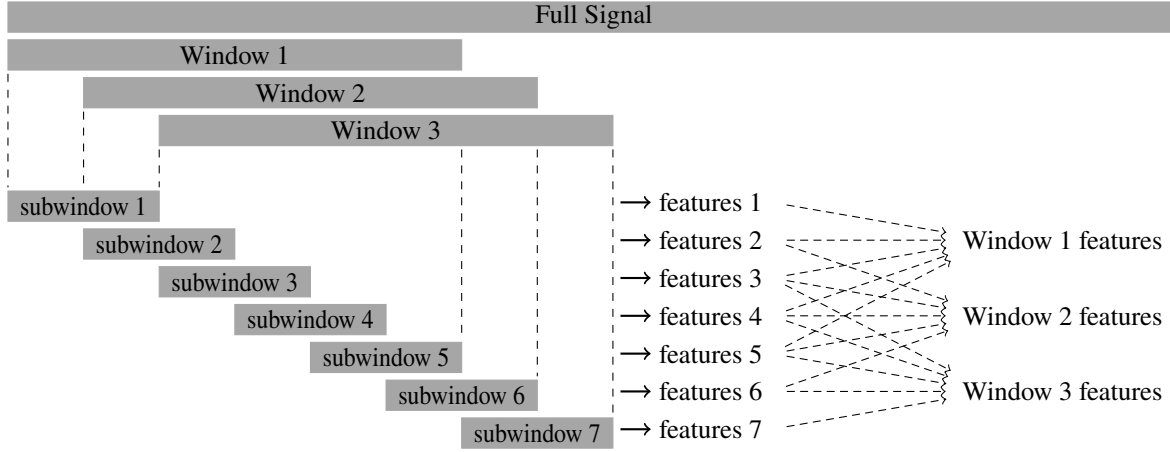 Full Signal
Window 1
Window 2
Window 3
subwindow 1
subwindow 2
subwindow 3
subwindow 4
subwindow 5
subwindow 6
subwindow 7
features 1
features 2
features 3
features 4
features 5
features 6
features 7
Window 1 features
Window 2 features
Window 3 features